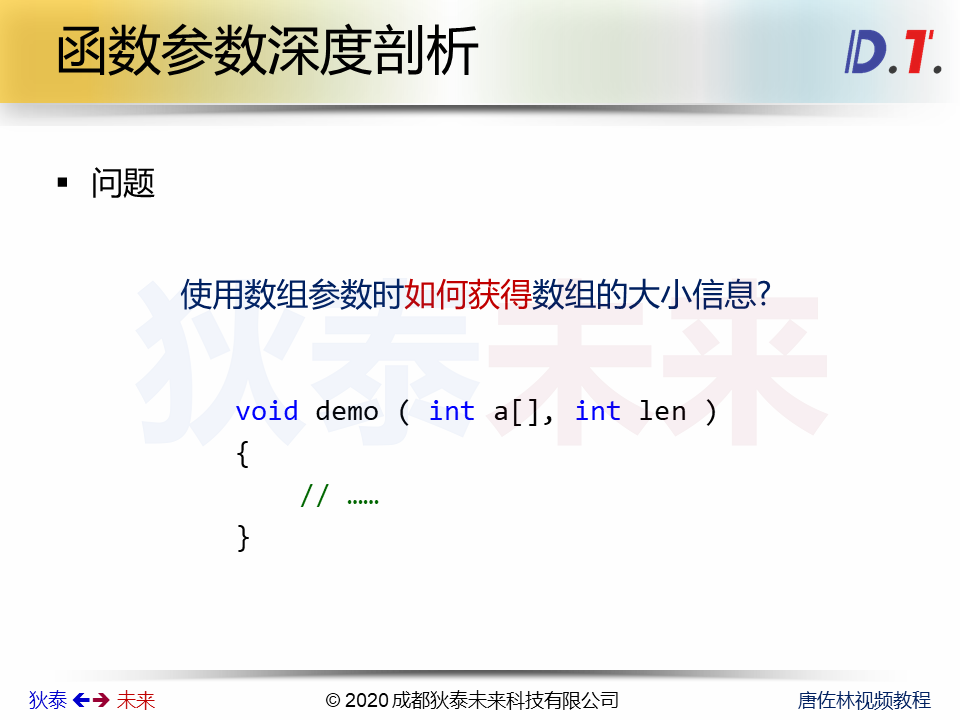 函数参数深度剖析
D.T.
▪ 问题
使用数组参数时如何获得数组的大小信息?
狄泰未来
void demo ( int a[], int len )
{
    // ……
}
狄泰 ←→ 未来
© 2020 成都狄泰未来科技有限公司
唐佐林视频教程